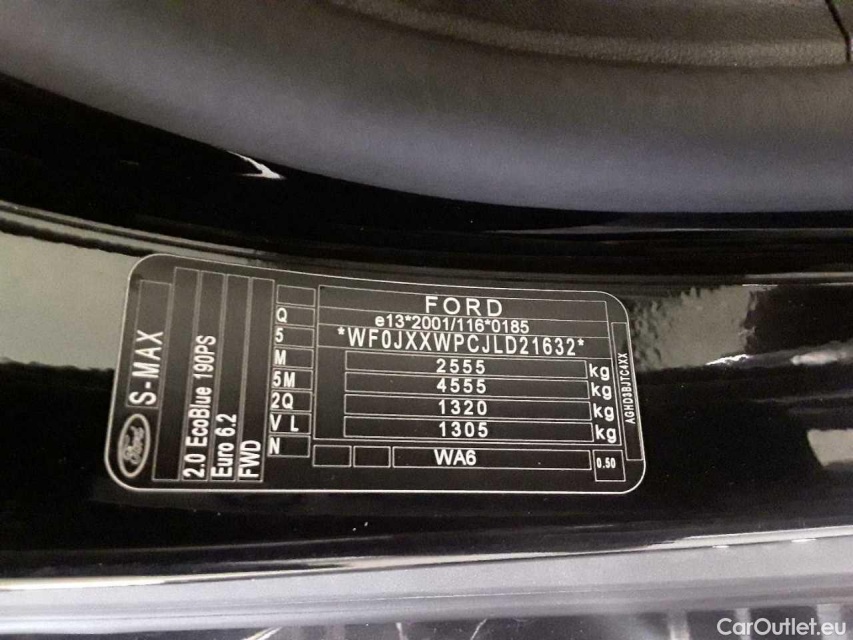 FORD
e13*2001/116*0185
*WF0JXXWPCJLD21632*
2555 kg
4555 kg
1320 kg
1305 kg
WA6
0.50
AGHD3BJTC4XX
Q
5
M
5M
2Q
V L
N
Ford
S-MAX
2.0 EcoBlue 190PS
Euro 6.2
FWD
CarOutlet.eu